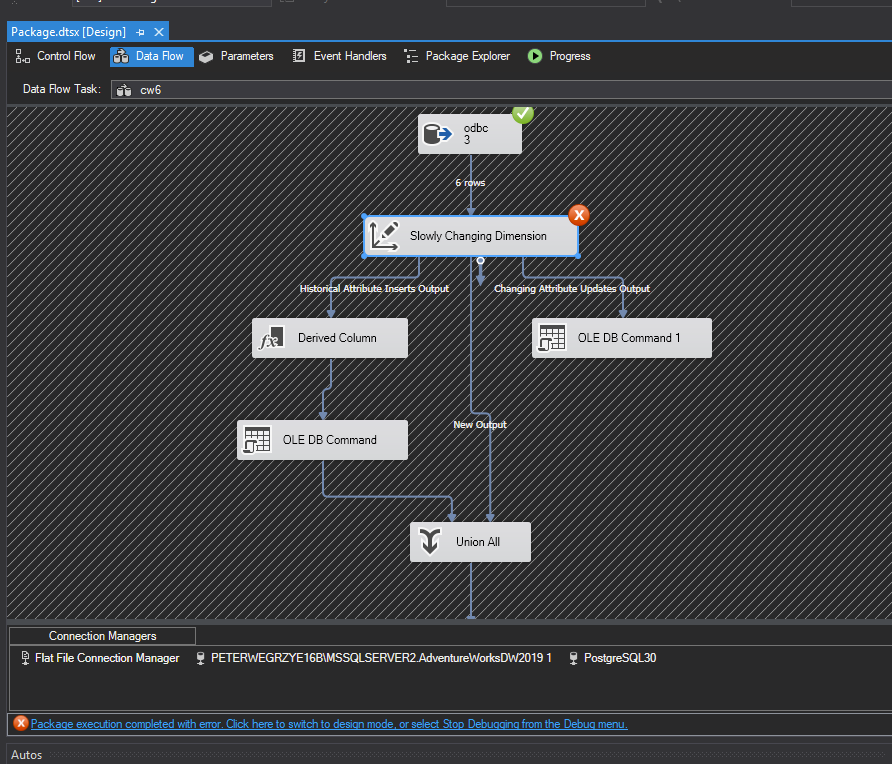 Package.dtsx [Design]
Control Flow Data Flow Parameters Event Handlers Package Explorer Progress
Data Flow Task: cw6
odbc
3
6 rows
Slowly Changing Dimension
Historical Attribute Inserts Output Changing Attribute Updates Output
Derived Column OLE DB Command 1
New Output
OLE DB Command
Union All
Connection Managers
Flat File Connection Manager PETERWEGRZYE16B\MSSQLSERVER2.AdventureWorksDW2019 1 PostgreSQL30
Package execution completed with error. Click here to switch to design mode, or select Stop Debugging from the Debug menu.
Autos